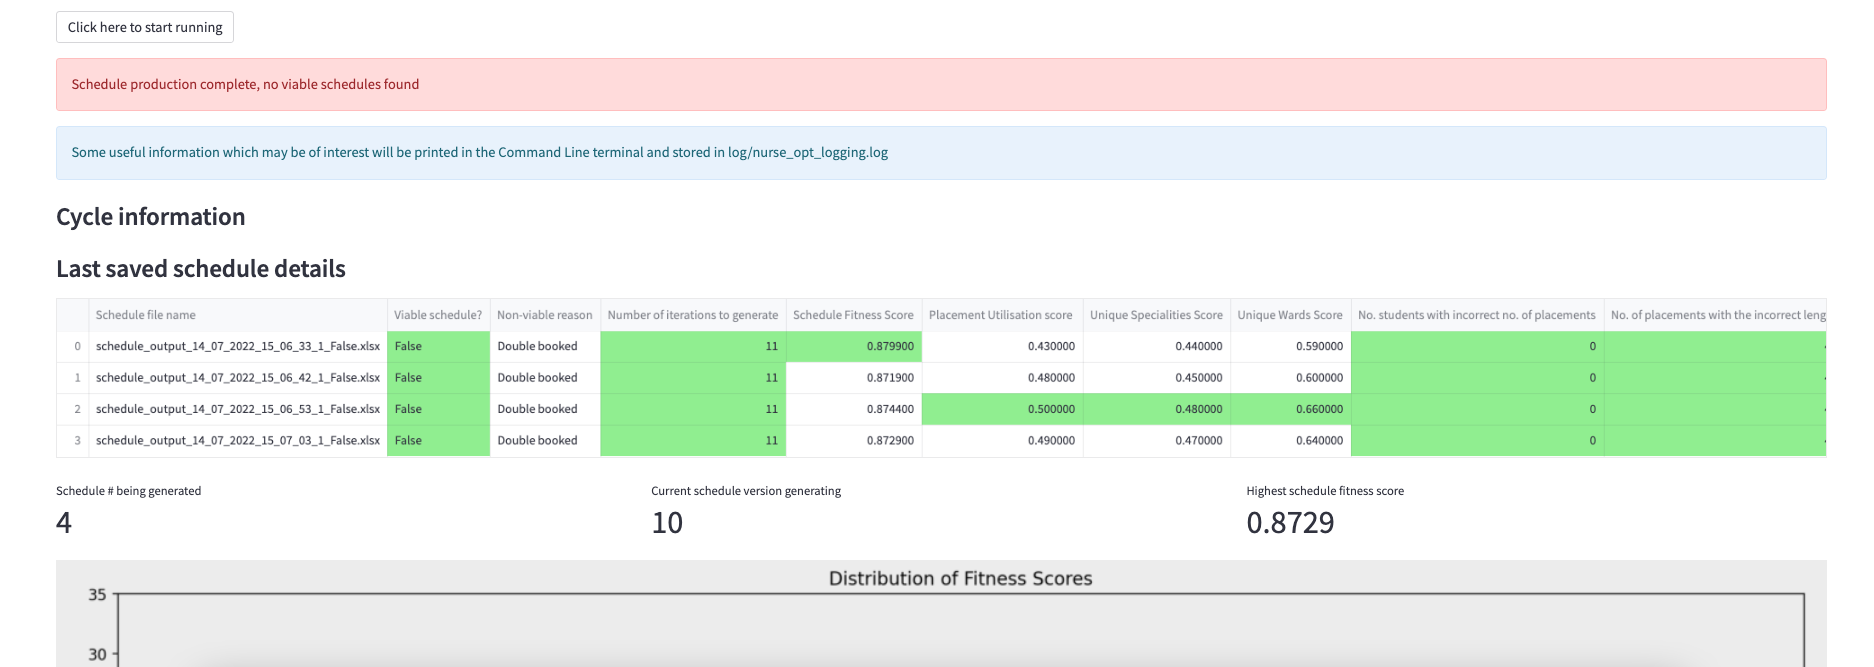 Click here to start running
Schedule production complete, no viable schedules found
Some useful information which may be of interest will be printed in the Command Line terminal and stored in log/nurse_opt_logging.log
Cycle information
Last saved schedule details
Schedule file name Viable schedule? Non-viable reason Number of iterations to generate Schedule Fitness Score Placement Utilisation score Unique Specialities Score Unique Wards Score No. students with incorrect no. of placements No. of placements with the incorrect leng
0 schedule_output_14_07_2022_15_06_33_1_False.xlsx False Double booked 11 0.879900 0.430000 0.440000 0.590000 0
1 schedule_output_14_07_2022_15_06_42_1_False.xlsx False Double booked 11 0.871900 0.480000 0.450000 0.600000 0
2 schedule_output_14_07_2022_15_06_53_1_False.xlsx False Double booked 11 0.874400 0.500000 0.480000 0.660000 0
3 schedule_output_14_07_2022_15_07_03_1_False.xlsx False Double booked 11 0.872900 0.490000 0.470000 0.640000 0
Schedule # being generated Current schedule version generating Highest schedule fitness score
4 10 0.8729
Distribution of Fitness Scores
35
30